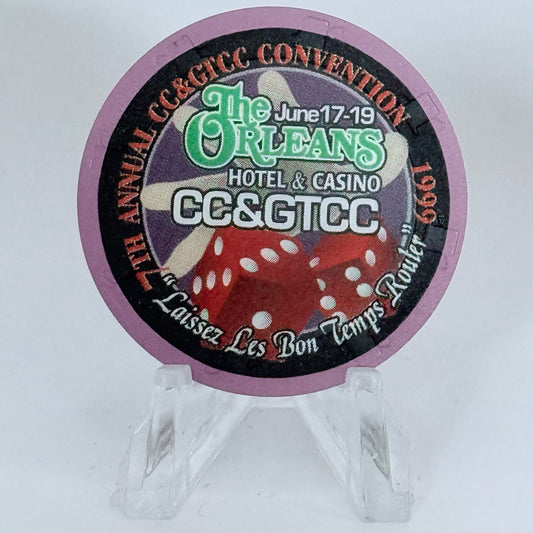 7TH ANNUAL CC&GTCC CONVENTION 1999
The June 17-19
ORLEANS
HOTEL & CASINO
CC&GTCC
"Laissez Les Bon Temps Rouler"